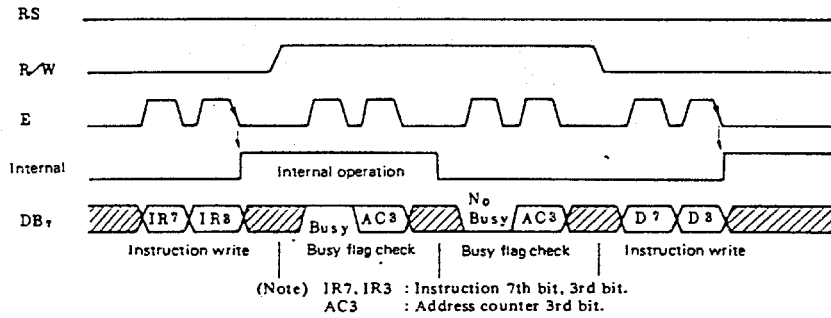 RS
R/W
E
Internal
Internal operation
DB7
IR7 IR3 Busy AC3 No Busy AC3 D7 D3
Instruction write Busy flag check Busy flag check Instruction write
(Note) IR7, IR3 : Instruction 7th bit, 3rd bit.
AC3 : Address counter 3rd bit.